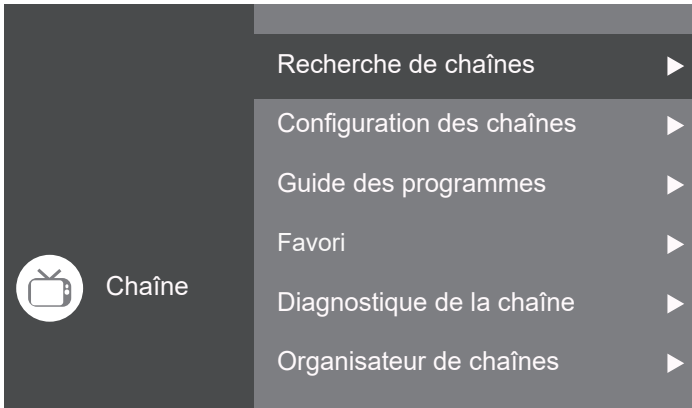 Recherche de chaînes
Configuration des chaînes
Guide des programmes
Favori
Chaîne
Diagnostique de la chaîne
Organisateur de chaînes